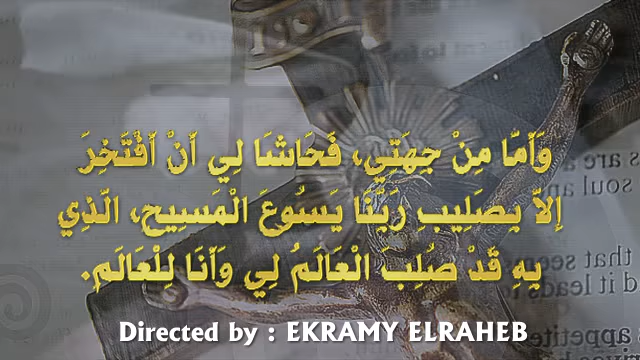 وَأَمَّا مِنْ جِهَتِي، فَحَاشَا لِي أَنْ أَفْتَخِرَ
إِلاَّ بِصَلِيبِ رَبِّنَا يَسُوعَ الْمَسِيحِ، الَّذِي
بِهِ قَدْ صُلِبَ الْعَالَمُ لِي وَأَنَا لِلْعَالَمِ.
Directed by : EKRAMY ELRAHEB